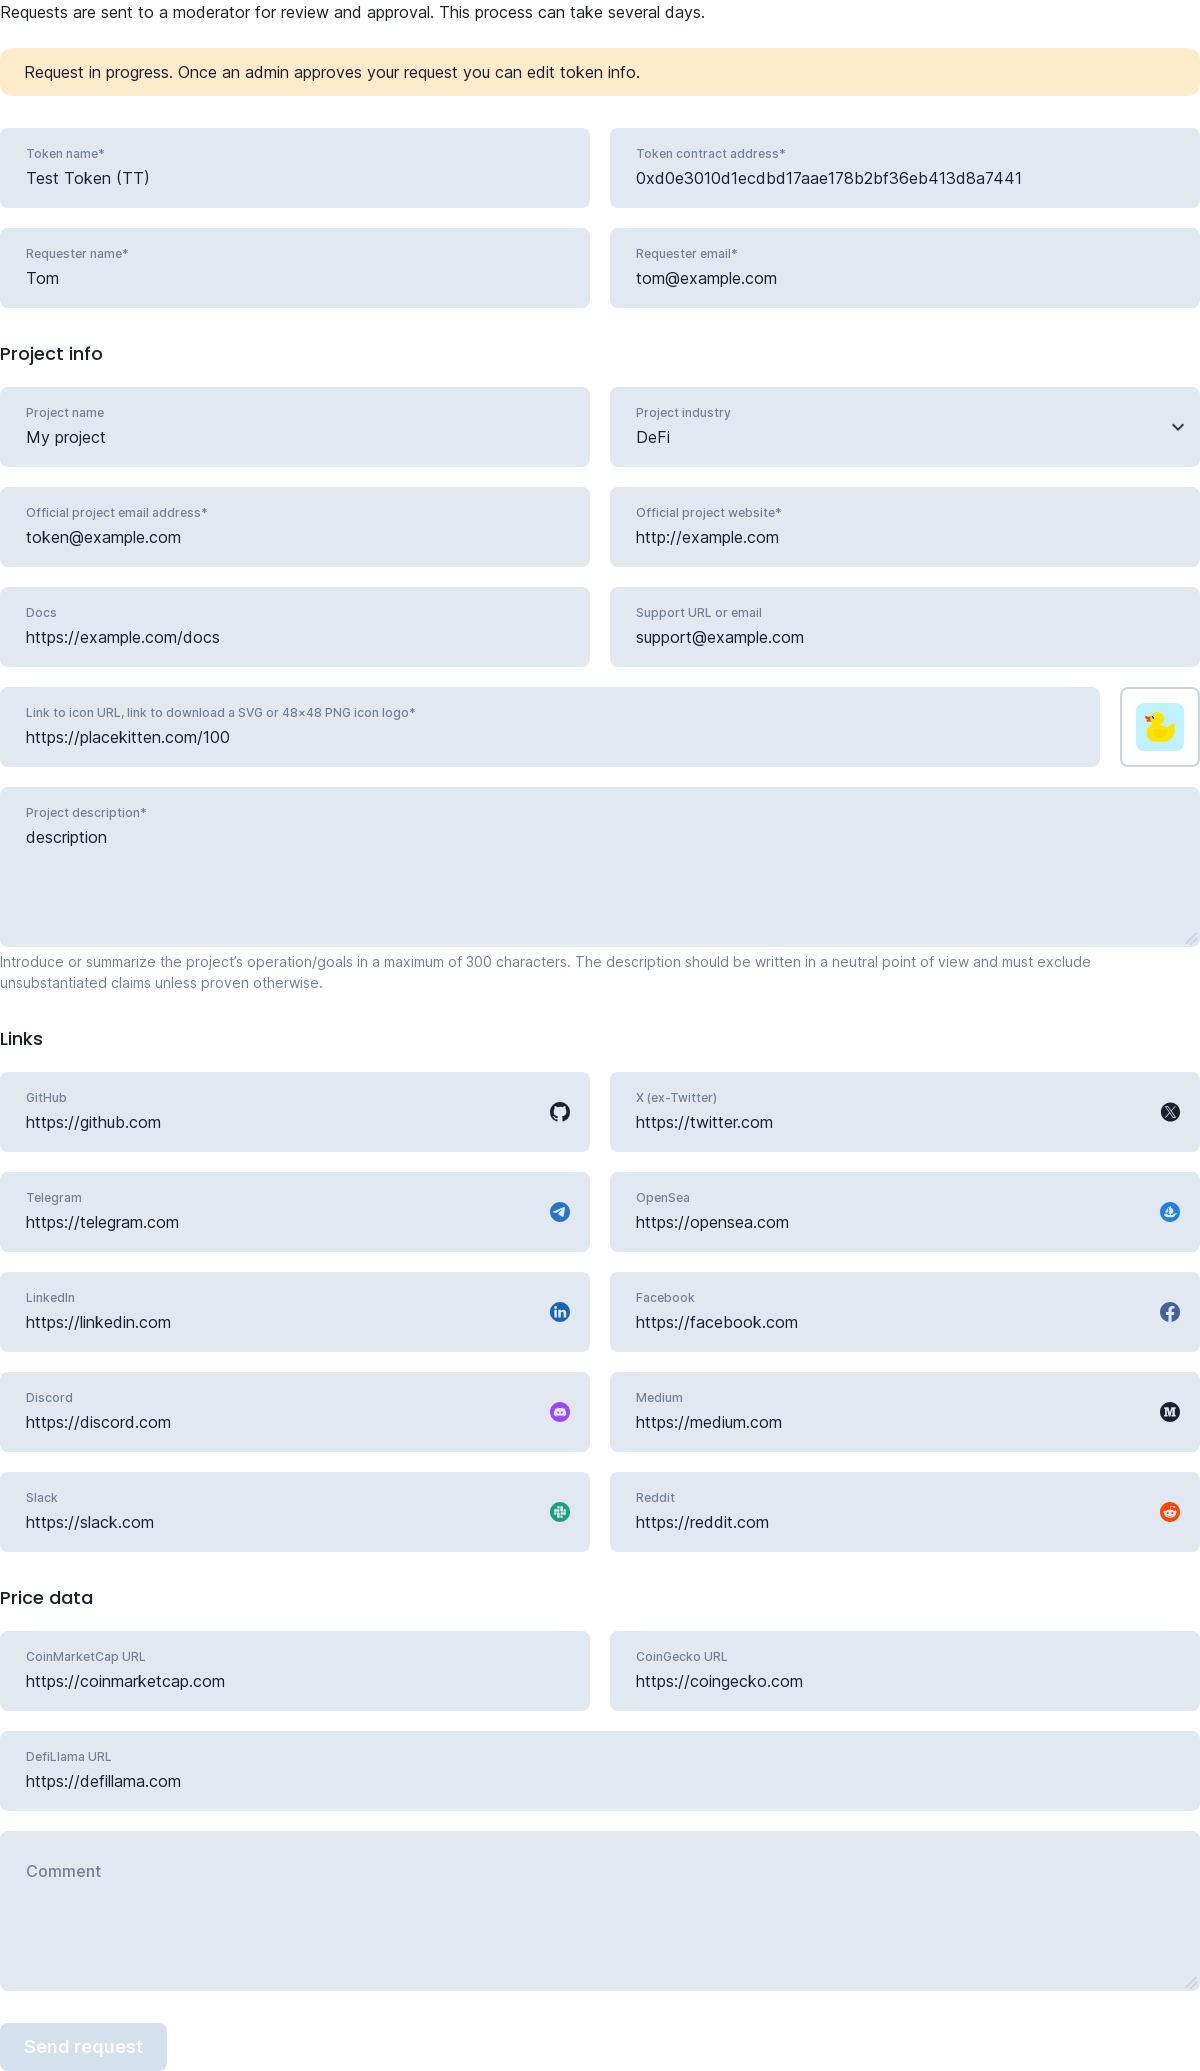 Requests are sent to a moderator for review and approval. This process can take several days.
Request in progress. Once an admin approves your request you can edit token info.
Token name*
Test Token (TT)
Token contract address*
0xd0e3010d1ecdbd17aae178b2bf36eb413d8a7441
Requester name*
Tom
Requester email*
tom@example.com
Project info
Project name
My project
Project industry
DeFi
Official project email address*
token@example.com
Official project website*
http://example.com
Docs
https://example.com/docs
Support URL or email
support@example.com
Link to icon URL, link to download a SVG or 48×48 PNG icon logo*
https://placekitten.com/100
Project description*
description
Introduce or summarize the project’s operation/goals in a maximum of 300 characters. The description should be written in a neutral point of view and must exclude
unsubstantiated claims unless proven otherwise.
Links
GitHub
https://github.com
X (ex-Twitter)
https://twitter.com
Telegram
https://telegram.com
OpenSea
https://opensea.com
LinkedIn
https://linkedin.com
Facebook
https://facebook.com
Discord
https://discord.com
Medium
https://medium.com
Slack
https://slack.com
Reddit
https://reddit.com
Price data
CoinMarketCap URL
https://coinmarketcap.com
CoinGecko URL
https://coingecko.com
DefiLlama URL
https://defillama.com
Comment
Send request